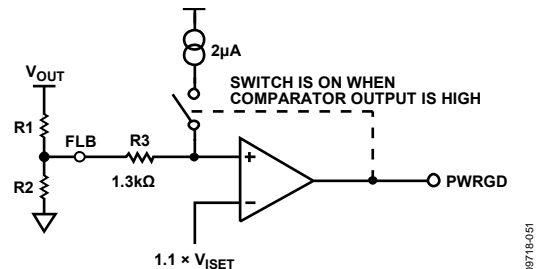 2µA
VOUT
SWITCH IS ON WHEN
COMPARATOR OUTPUT IS HIGH
R1
FLB
R3
R2
1.3kΩ
+
−
PWRGD
1.1 × VISET
09718-051